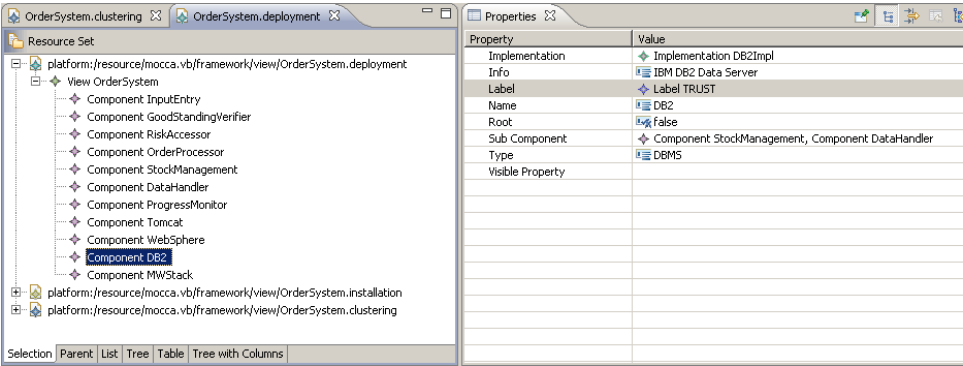 OrderSystem.clustering
OrderSystem.deployment
Resource Set
platform:/resource/mocca.vb/framework/view/OrderSystem.deployment
View OrderSystem
Component InputEntry
Component GoodStandingVerifier
Component RiskAccessor
Component OrderProcessor
Component StockManagement
Component DataHandler
Component ProgressMonitor
Component Tomcat
Component WebSphere
Component DB2
Component MWStack
platform:/resource/mocca.vb/framework/view/OrderSystem.installation
platform:/resource/mocca.vb/framework/view/OrderSystem.clustering
Selection Parent List Tree Table Tree with Columns
Properties
Property Value
Implementation Implementation DB2Impl
Info IBM DB2 Data Server
Label Label TRUST
Name DB2
Root false
Sub Component Component StockManagement, Component DataHandler
Type DBMS
Visible Property